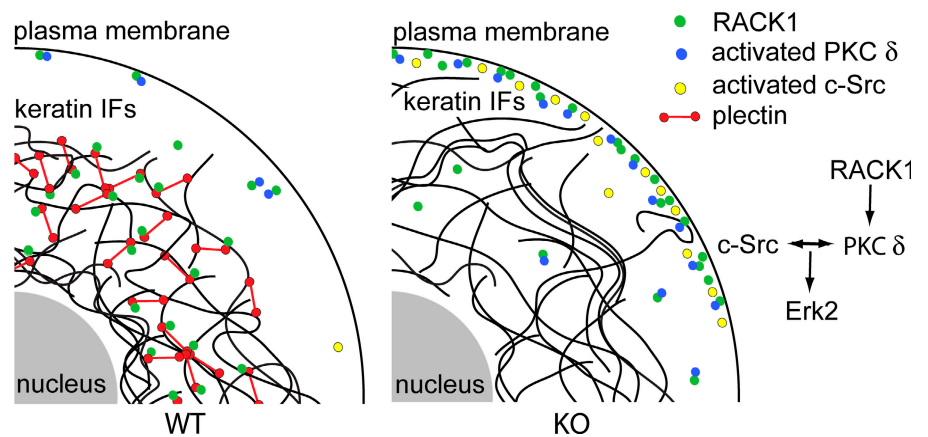 plasma membrane
keratin IFs
nucleus
WT
plasma membrane
keratin IFs
nucleus
KO
RACK1
activated PKC δ
activated c-Src
plectin
RACK1
c-Src PKC δ
Erk2